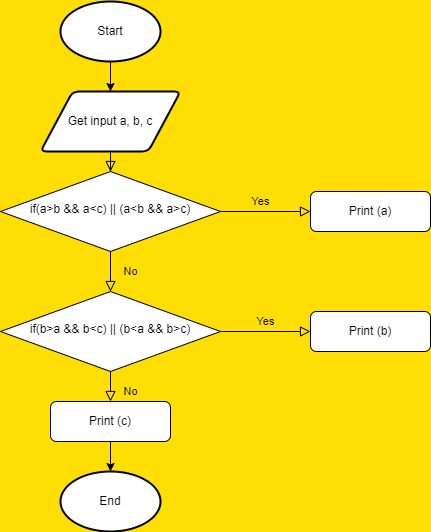 Start
Get input a, b, c
if(a>b && a<c) || (a<b && a>c)
Yes
Print (a)
No
if(b>a && b<c) || (b<a && b>c)
Yes
Print (b)
No
Print (c)
End